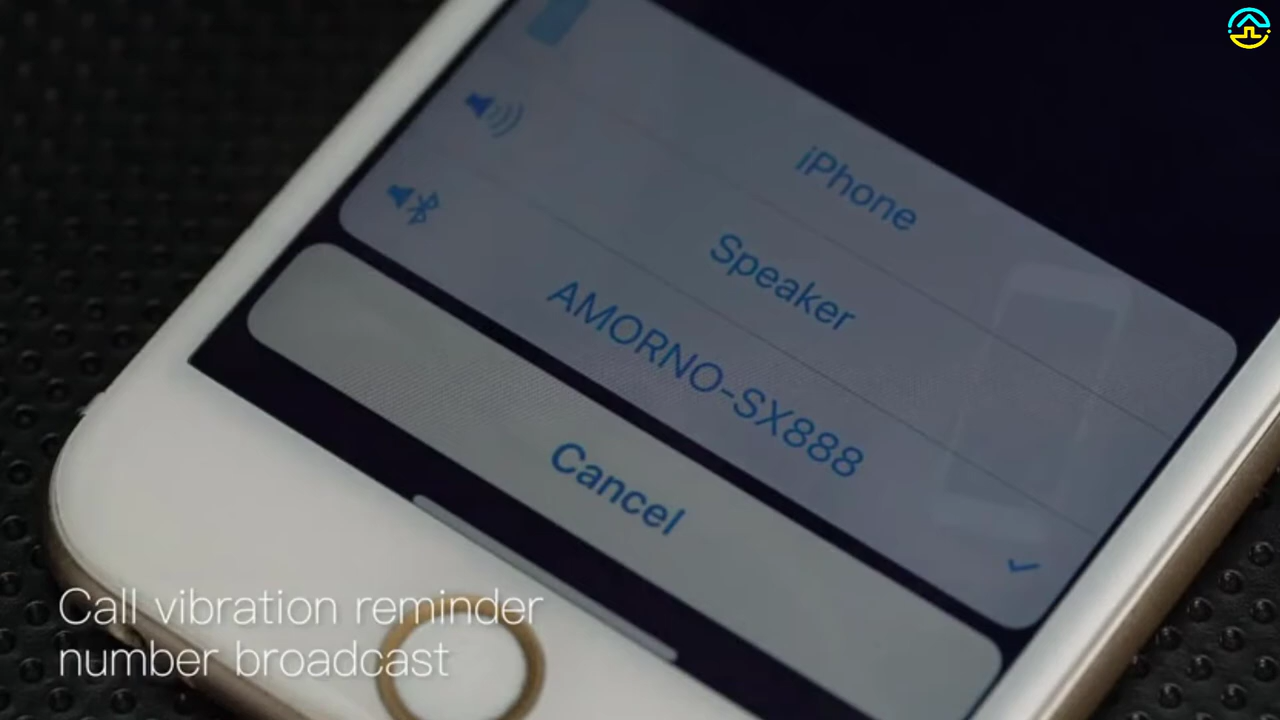 iPhone
Speaker
AMORNO-SX888
Cancel
Call vibration reminder
number broadcast